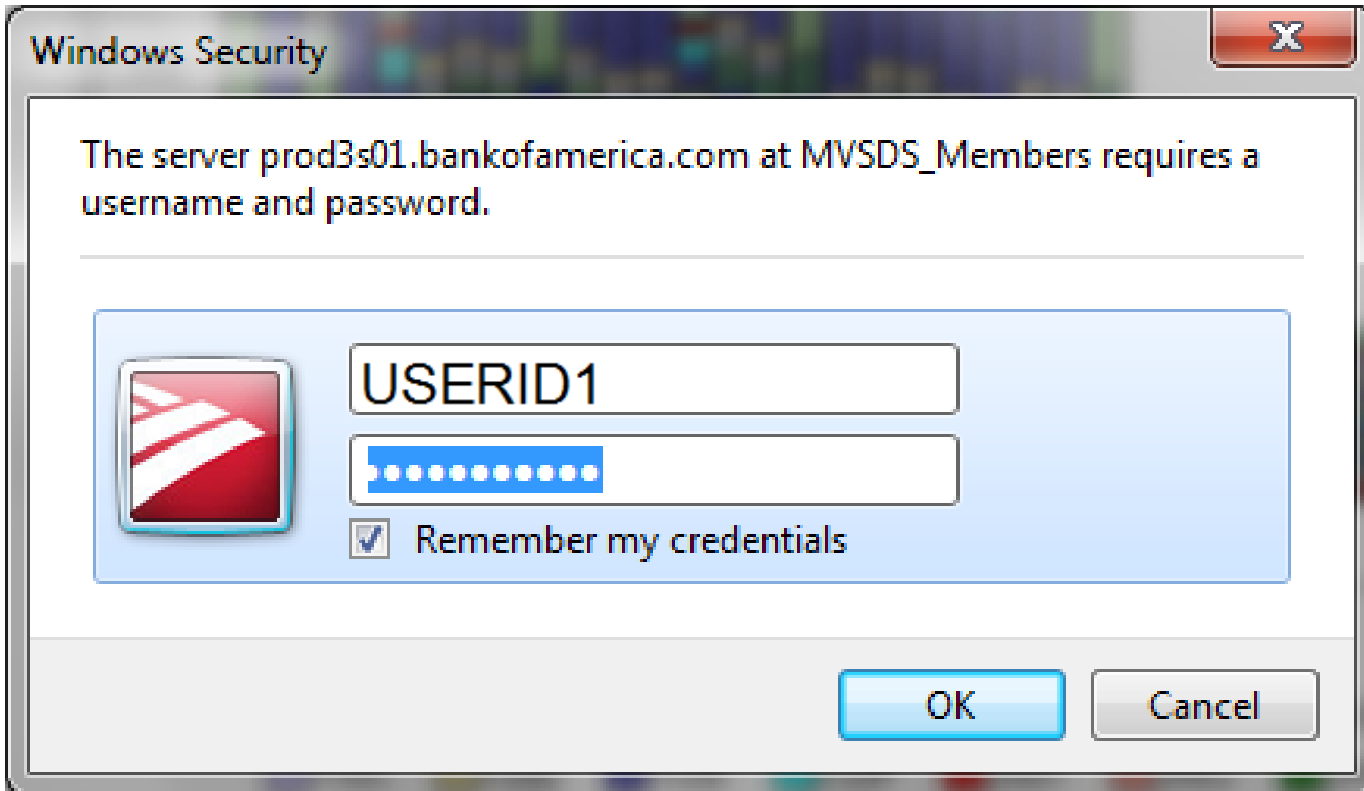 Windows Security
The server prod3s01.bankofamerica.com at MVSDS_Members requires a
username and password.
USERID1
Remember my credentials
OK
Cancel